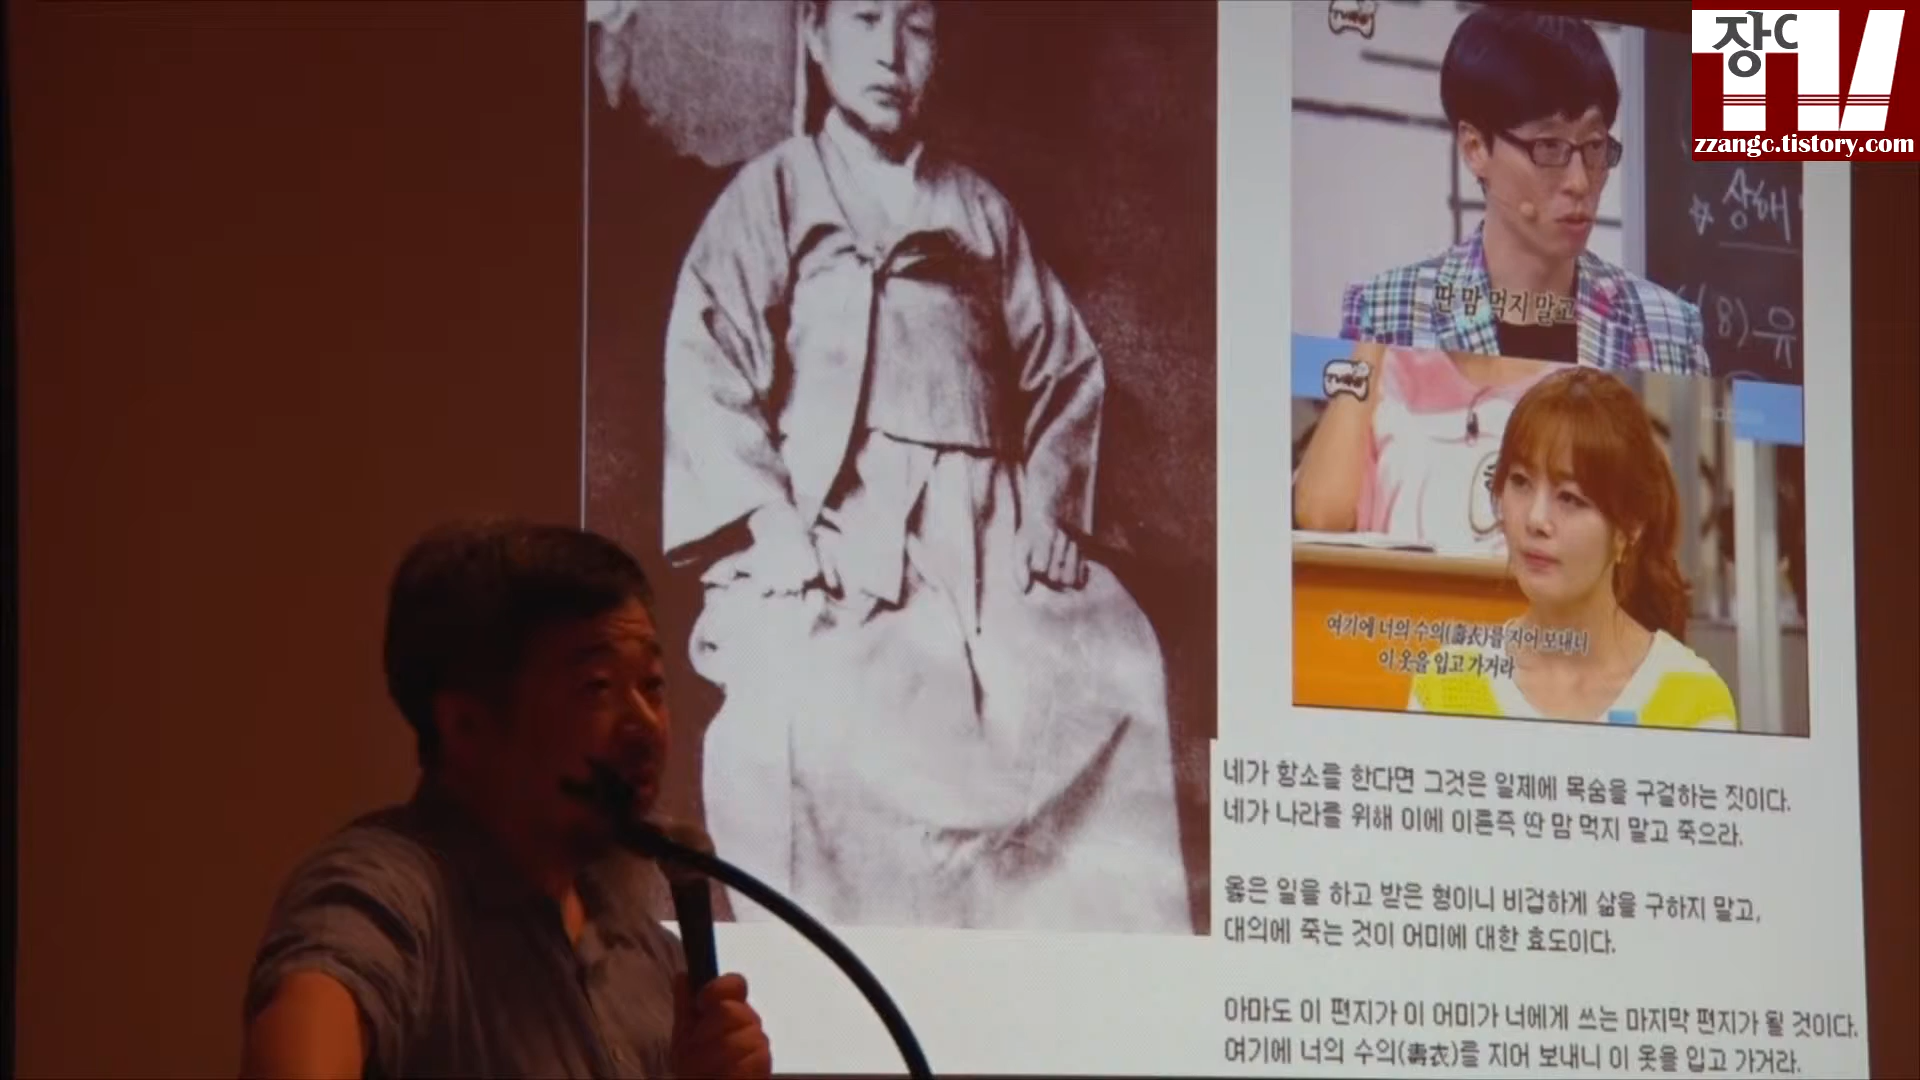 장C
TV
zzangc.tistory.com
☆ 상해
딴 맘 먹지 말고
(8) 유
여기에 너의 수의(壽衣)를 지어 보내니
이 옷을 입고 가거라
네가 항소를 한다면 그것은 일제에 목숨을 구걸하는 짓이다.
네가 나라를 위해 이에 이른즉 딴 맘 먹지 말고 죽으라.
옳은 일을 하고 받은 형이니 비겁하게 삶을 구하지 말고,
대의에 죽는 것이 어미에 대한 효도이다.
아마도 이 편지가 이 어미가 너에게 쓰는 마지막 편지가 될 것이다.
여기에 너의 수의(壽衣)를 지어 보내니 이 옷을 입고 가거라.